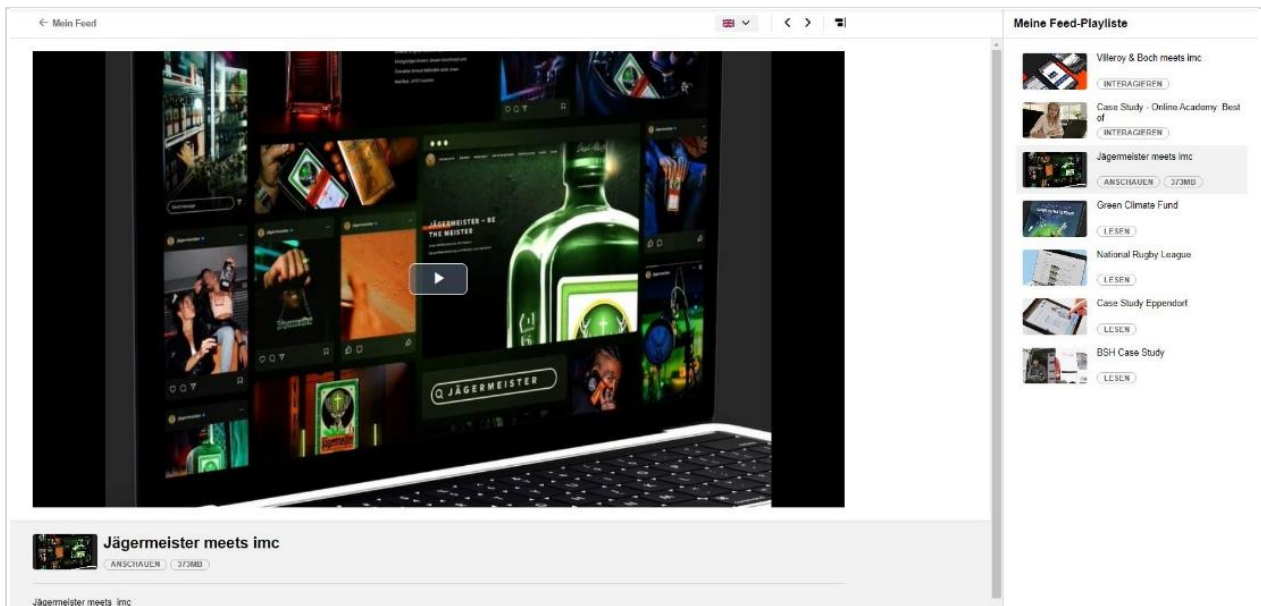 ← Mein Feed
Meine Feed-Playliste
JÄGERMEISTER – BE
THE MEISTER
JÄGERMEISTER
Villeroy & Boch meets imc
INTERAGIEREN
Case Study - Online Academy Best
of
INTERAGIEREN
Jägermeister meets imc
ANSCHAUEN 373MB
Green Climate Fund
LESEN
National Rugby League
LESEN
Case Study Eppendorf
LESEN
BSH Case Study
LESEN
Jägermeister meets imc
ANSCHAUEN 373MB
Jägermeister meets imc